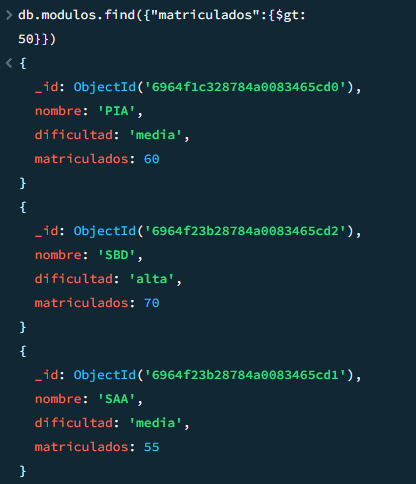 > db.modulos.find({"matriculados":{$gt:
50}})
< {
_id: ObjectId('6964f1c328784a0083465cd0'),
nombre: 'PIA',
dificultad: 'media',
matriculados: 60
}
{
_id: ObjectId('6964f23b28784a0083465cd2'),
nombre: 'SBD',
dificultad: 'alta',
matriculados: 70
}
{
_id: ObjectId('6964f23b28784a0083465cd1'),
nombre: 'SAA',
dificultad: 'media',
matriculados: 55
}